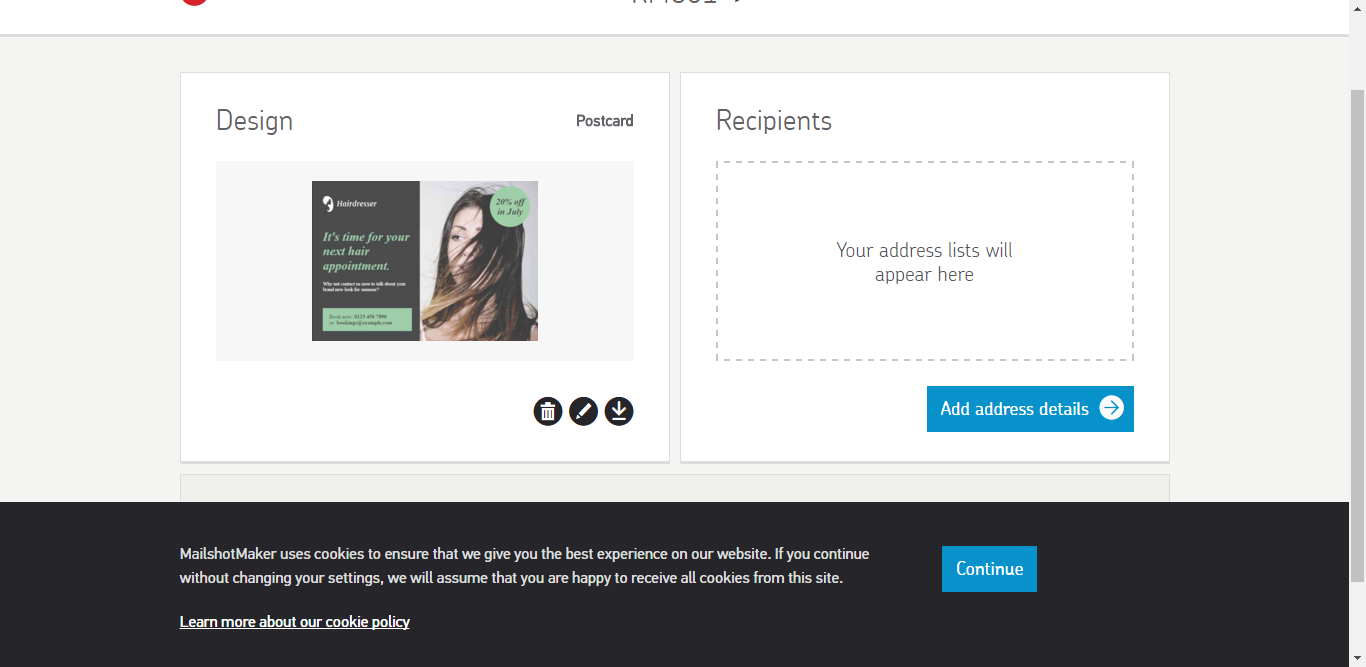 Design
Postcard
Hairdresser
20% off
in July
It's time for your
next hair
appointment.
Why not contact us now to talk about your
brand new look for summer?
Book now: 0123 456 7890
or: bookings@example.com
Recipients
Your address lists will
appear here
Add address details
MailshotMaker uses cookies to ensure that we give you the best experience on our website. If you continue
without changing your settings, we will assume that you are happy to receive all cookies from this site.
Continue
Learn more about our cookie policy